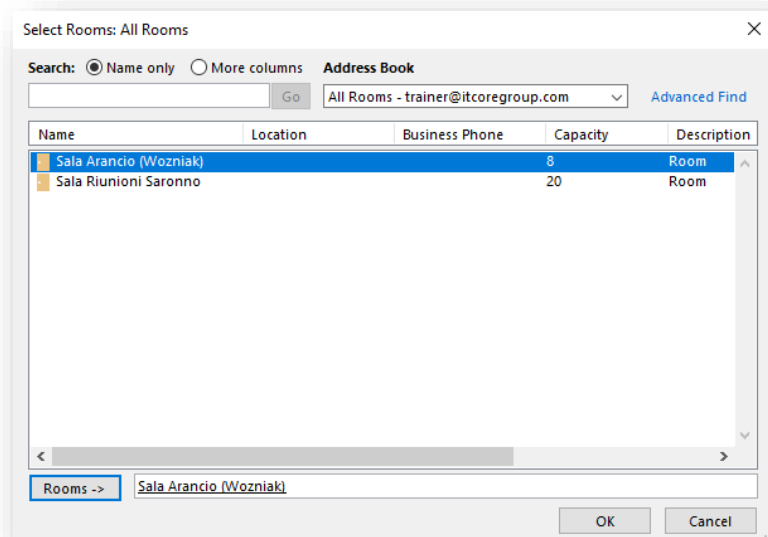 Select Rooms: All Rooms
Search: Name only More columns Address Book
Go All Rooms - trainer@itcoregroup.com Advanced Find
Name Location Business Phone Capacity Description
Sala Arancio (Wozniak) 8 Room
Sala Riunioni Saronno 20 Room
Rooms -> Sala Arancio (Wozniak)
OK Cancel